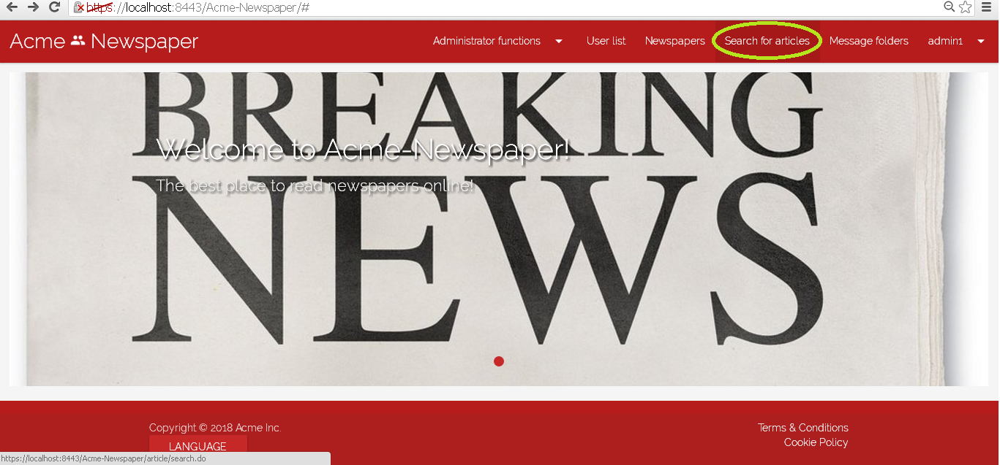 https://localhost:8443/Acme-Newspaper/#
Acme Newspaper
Administrator functions User list Newspapers Search for articles Message folders admin1
BREAKING
Welcome to Acme-Newspaper!
NEWS
The best place to read newspapers online!
Copyright © 2018 Acme Inc.
Terms & Conditions
LANGUAGE
Cookie Policy
https://localhost:8443/Acme-Newspaper/article/search.do